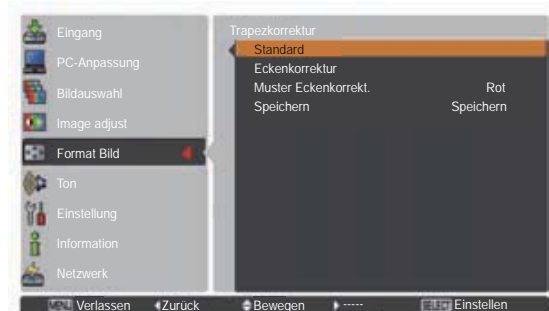 Eingang
PC-Anpassung
Bildauswahl
Image adjust
Format Bild
Ton
Einstellung
Information
Netzwerk
Trapezkorrektur
Standard
Eckenkorrektur
Muster Eckenkorrekt. Rot
Speichern Speichern
Verlassen Zurück Bewegen ----- Einstellen